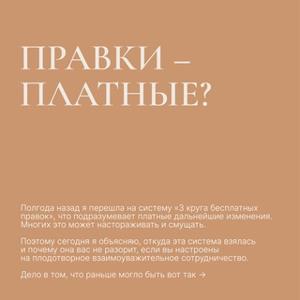 ПРАВКИ –
ПЛАТНЫЕ?
Полгода назад я перешла на систему «3 круга бесплатных
правок», что подразумевает платные дальнейшие изменения.
Многих это может настораживать и смущать.
Поэтому сегодня я объясняю, откуда эта система взялась
и почему она вас не разорит, если вы настроены
на плодотворное взаимоуважительное сотрудничество.
Дело в том, что раньше могло быть вот так →